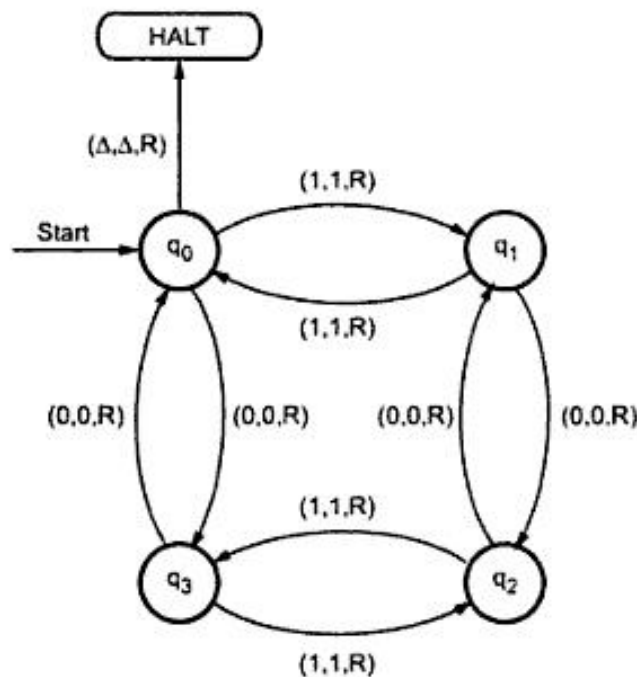 HALT
(Δ,Δ,R)
(1,1,R)
Start
q0
q1
(1,1,R)
(0,0,R)
(0,0,R)
(0,0,R)
(0,0,R)
(1,1,R)
q3
q2
(1,1,R)